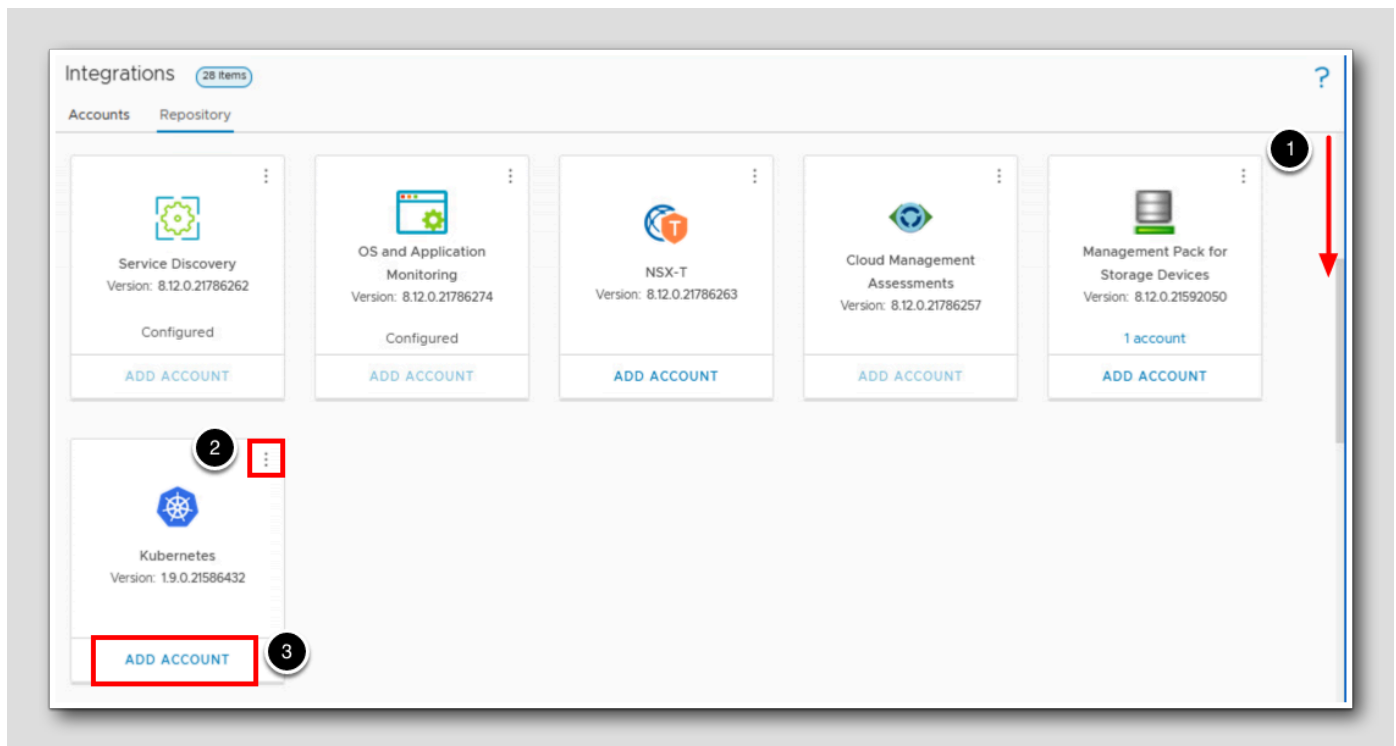 Integrations 28 Items
?
Accounts Repository
1
Service Discovery
Version: 8.12.0.21786262
Configured
ADD ACCOUNT
OS and Application
Monitoring
Version: 8.12.0.21786274
Configured
ADD ACCOUNT
T
NSX-T
Version: 8.12.0.21786263
ADD ACCOUNT
Cloud Management
Assessments
Version: 8.12.0.21786257
ADD ACCOUNT
Management Pack for
Storage Devices
Version: 8.12.0.21592050
1 account
ADD ACCOUNT
2
Kubernetes
Version: 1.9.0.21586432
ADD ACCOUNT
3